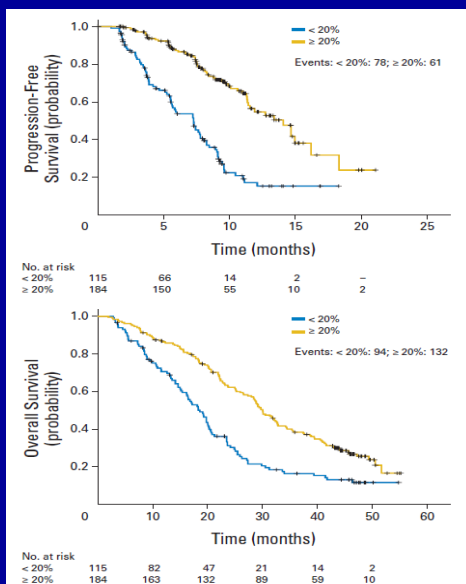 1.0
0.8
0.6
0.4
0.2
Progression-Free
Survival (probability)
< 20%
≥ 20%
Events: < 20%: 78; ≥ 20%: 61
5 10 15 20 25
Time (months)
No. at risk
< 20% 115 66 14 2 –
≥ 20% 184 150 55 10 2
1.0
0.8
0.6
0.4
0.2
Overall Survival
(probability)
< 20%
≥ 20%
Events: < 20%: 94; ≥ 20%: 132
0 10 20 30 40 50 60
Time (months)
No. at risk
< 20% 115 82 47 21 14 2
≥ 20% 184 163 132 89 59 10